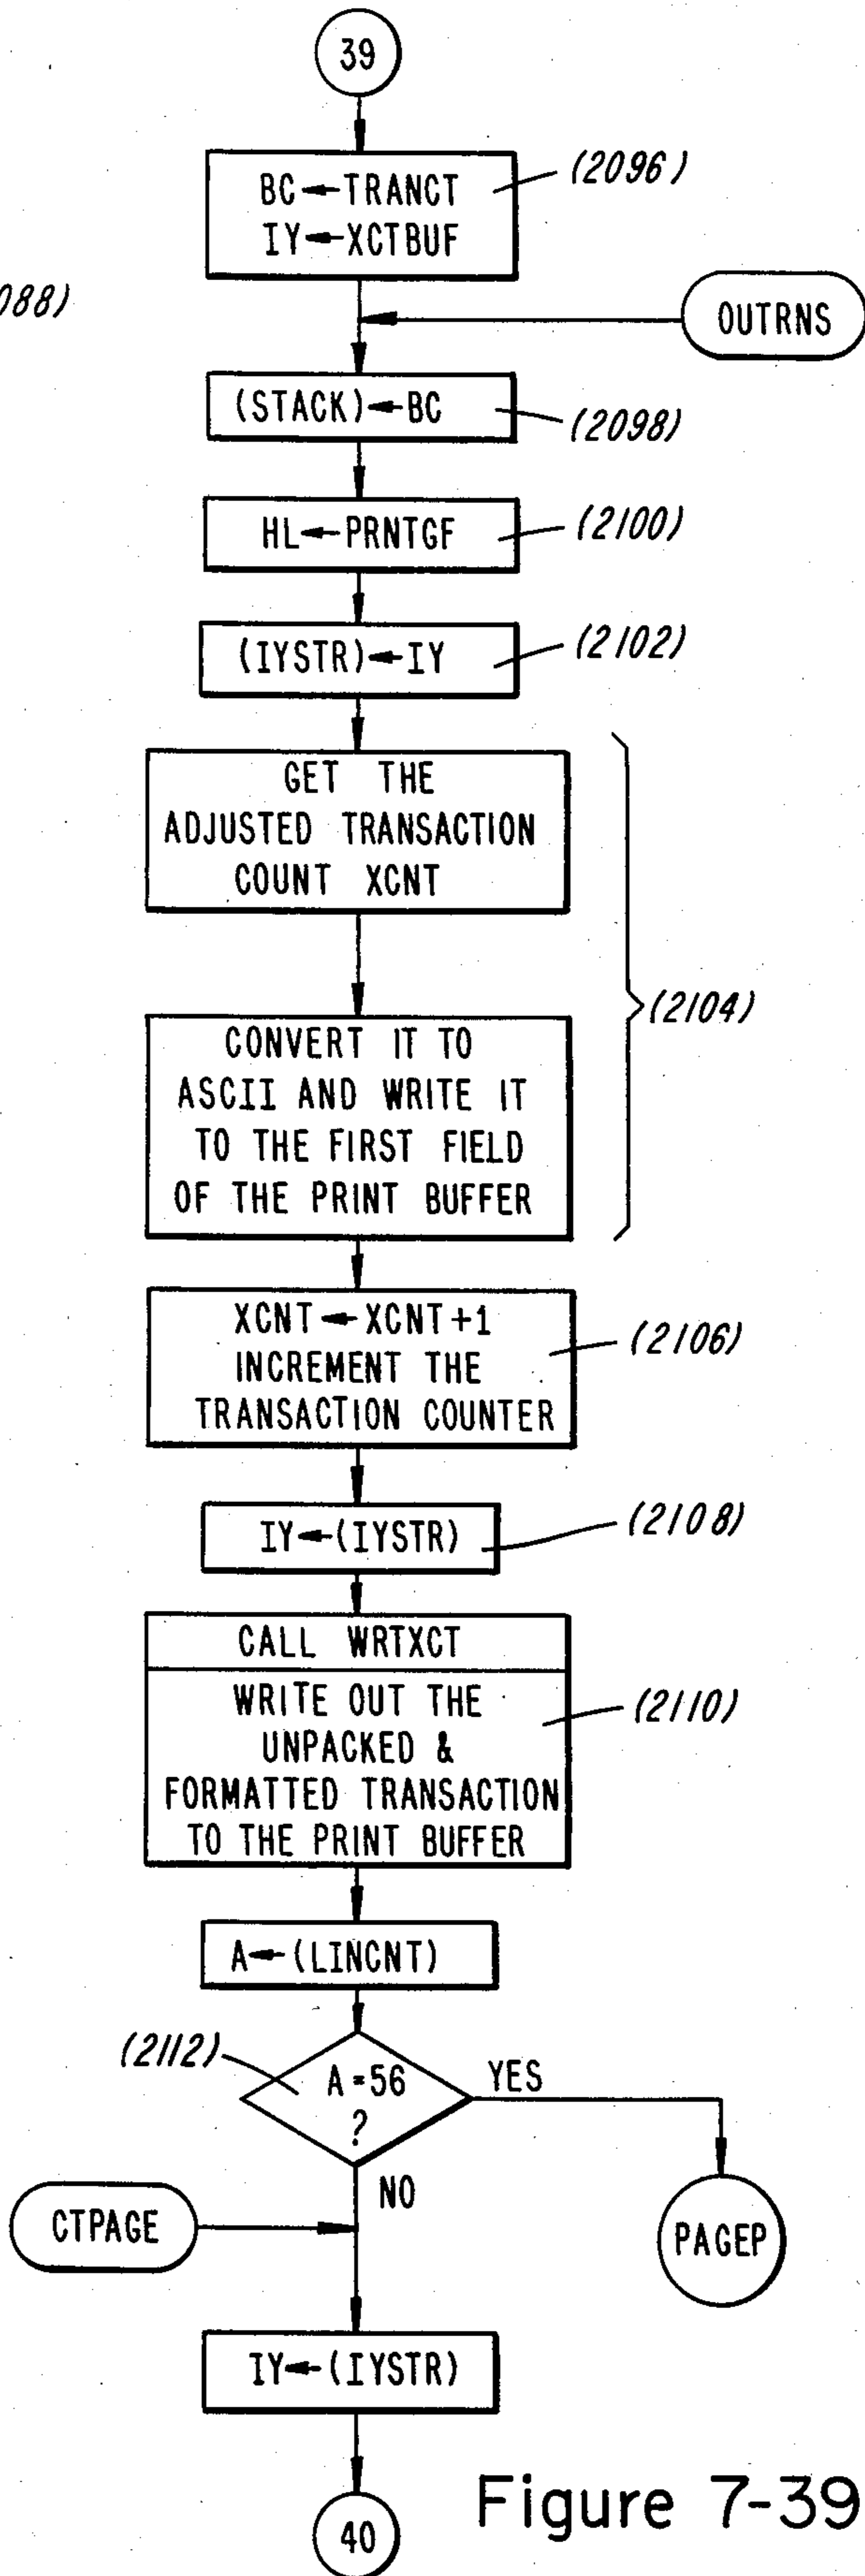 39
BC←TRANCT
IY←XCTBUF
(2096)
088)
OUTRNS
(STACK)←BC
(2098)
HL←PRNTGF
(2100)
(IYSTR)←IY
(2102)
GET THE
ADJUSTED TRANSACTION
COUNT XCNT
CONVERT IT TO
ASCII AND WRITE IT
TO THE FIRST FIELD
OF THE PRINT BUFFER
(2104)
XCNT←XCNT+1
INCREMENT THE
TRANSACTION COUNTER
(2106)
IY←(IYSTR)
(2108)
CALL WRTXCT
WRITE OUT THE
UNPACKED &
FORMATTED TRANSACTION
TO THE PRINT BUFFER
(2110)
A←(LINCNT)
(2112)
A=56
?
YES
NO
CTPAGE
PAGEP
IY←(IYSTR)
40
Figure 7-39